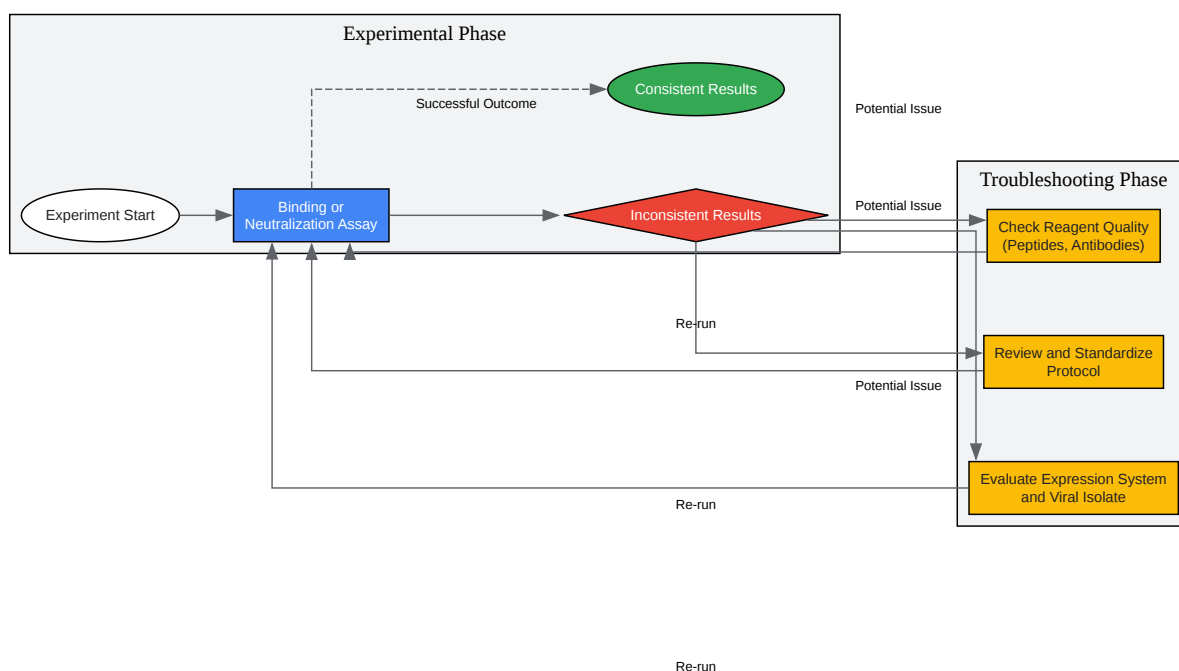 Experimental Phase
Consistent Results
Successful Outcome
Potential Issue
Troubleshooting Phase
Experiment Start
Binding or
Neutralization Assay
Inconsistent Results
Potential Issue
Check Reagent Quality
(Peptides, Antibodies)
Re-run
Review and Standardize
Protocol
Potential Issue
Evaluate Expression System
and Viral Isolate
Re-run
Re-run